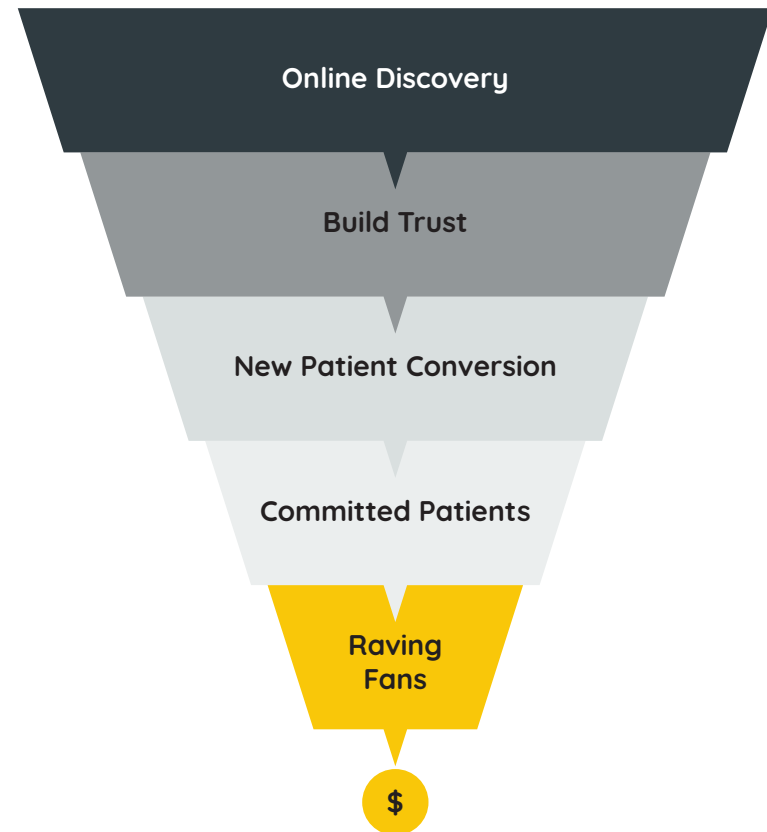 Online Discovery
Build Trust
New Patient Conversion
Committed Patients
Raving
Fans
$